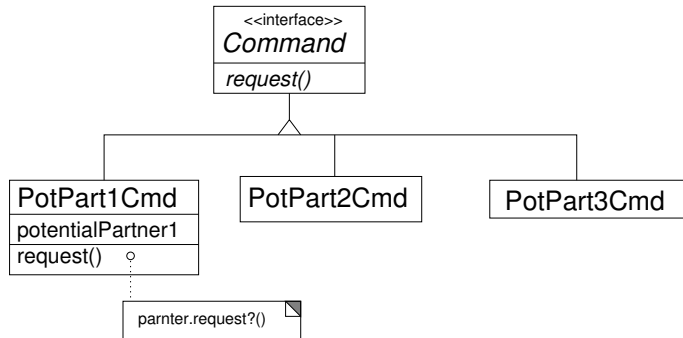 <<interface>>
Command
request()
PotPart1Cmd
potentialPartner1
request()
PotPart2Cmd
PotPart3Cmd
parnter.request?()